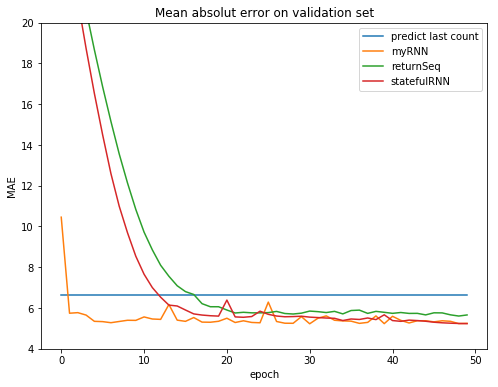 Mean absolut error on validation set
predict last count
myRNN
returnSeq
statefulRNN
MAE
20
18
16
14
12
10
8
6
4
0
10
20
30
40
50
epoch